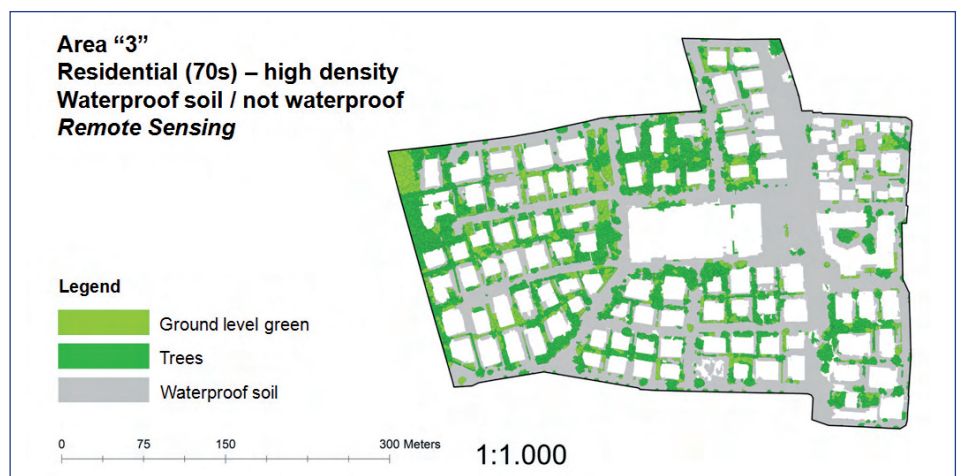 Area “3”
Residential (70s) – high density
Waterproof soil / not waterproof
Remote Sensing
Legend
Ground level green
Trees
Waterproof soil
0 75 150 300 Meters
1:1.000